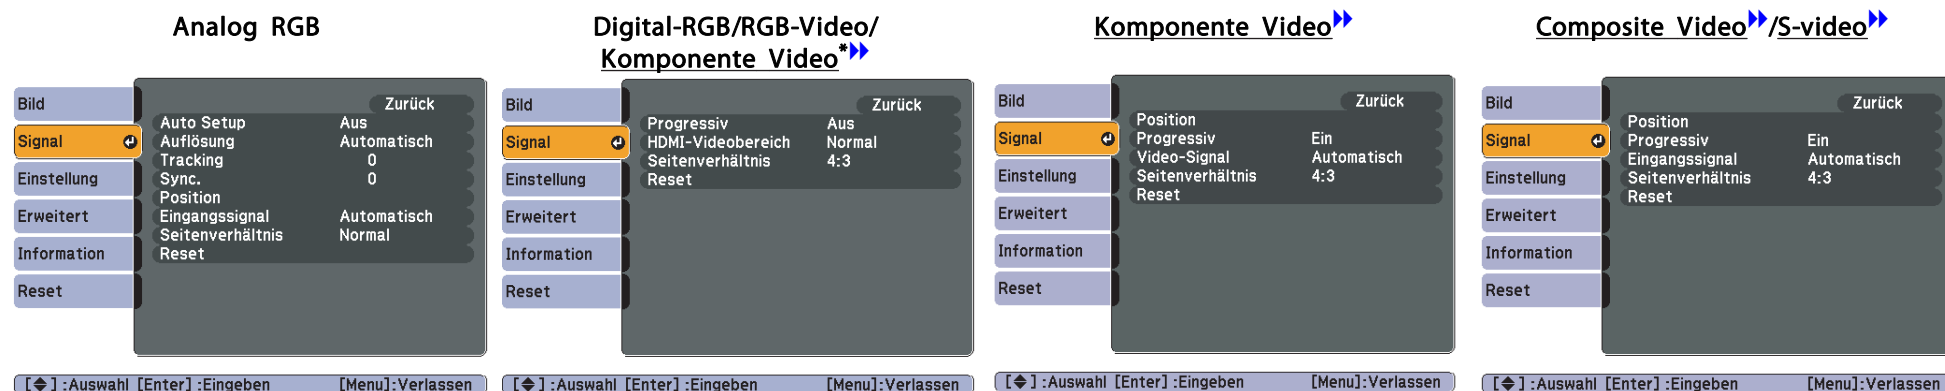 Analog RGB
Bild
Signal
Einstellung
Erweitert
Information
Reset
Zurück
Auto Setup Aus
Auflösung Automatisch
Tracking 0
Sync. 0
Position
Eingangssignal Automatisch
Seitenverhältnis Normal
Reset
[◆] :Auswahl [Enter] :Eingeben [Menu]:Verlassen
Digital-RGB/RGB-Video/
Komponente Video*
Bild
Signal
Einstellung
Erweitert
Information
Reset
Zurück
Progressiv Aus
HDMI-Videobereich Normal
Seitenverhältnis 4:3
Reset
[◆] :Auswahl [Enter] :Eingeben [Menu]:Verlassen
Komponente Video
Bild
Signal
Einstellung
Erweitert
Information
Reset
Zurück
Position
Progressiv Ein
Video-Signal Automatisch
Seitenverhältnis 4:3
Reset
[◆] :Auswahl [Enter] :Eingeben [Menu]:Verlassen
Composite Video/S-video
Bild
Signal
Einstellung
Erweitert
Information
Reset
Zurück
Position
Progressiv Ein
Eingangssignal Automatisch
Seitenverhältnis 4:3
Reset
[◆] :Auswahl [Enter] :Eingeben [Menu]:Verlassen